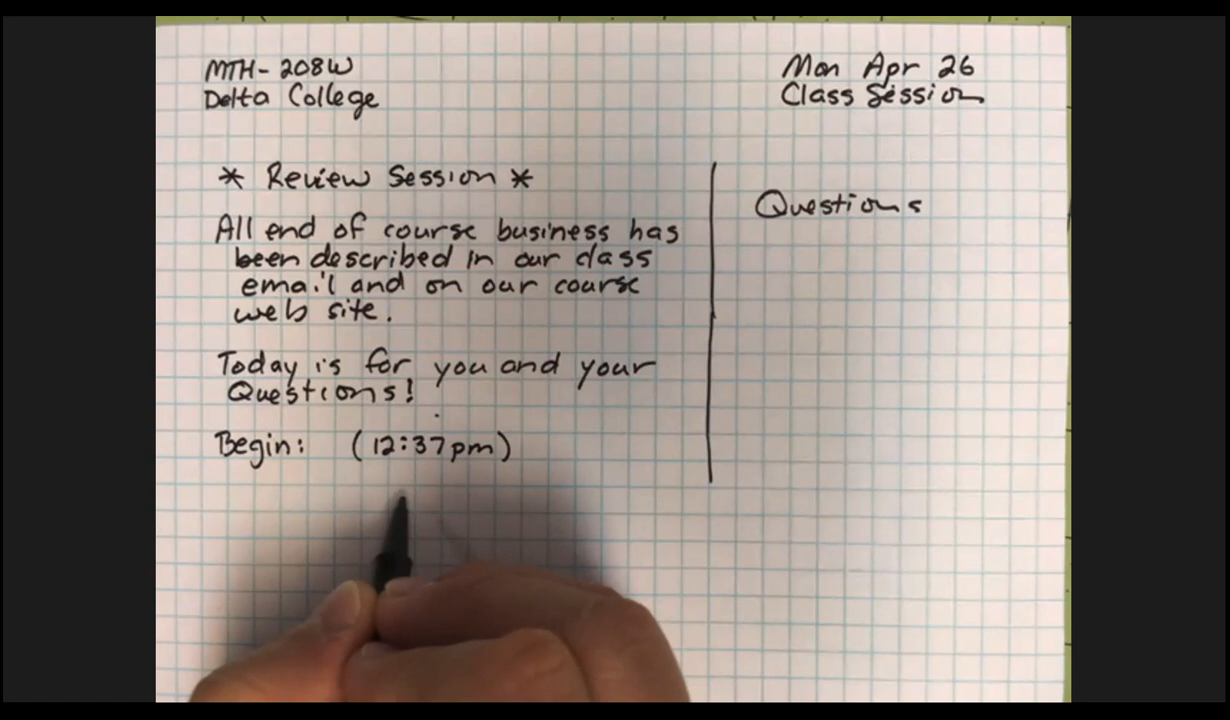 MTH-208W
Delta College
Mon Apr 26
Class Session
* Review Session *
All end of course business has
been described in our class
email and on our course
web site.
Today is for you and your
Questions!
Begin: (12:37pm)
Questions